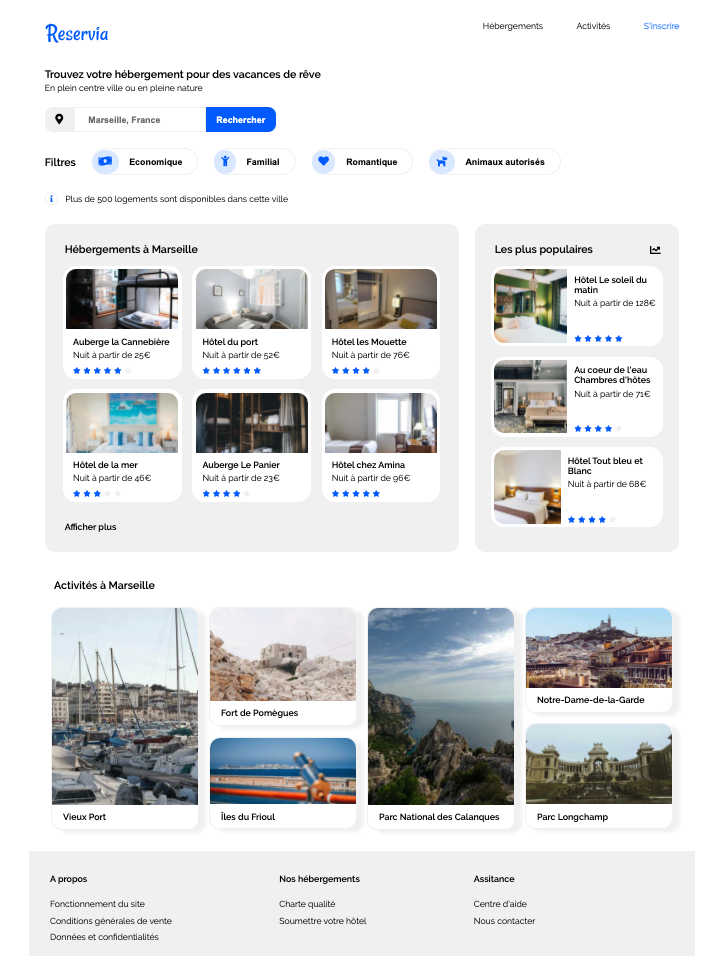 Reservia
Hébergements
Activités
S'inscrire
Trouvez votre hébergement pour des vacances de rêve
En plein centre ville ou en pleine nature
Marseille, France
Rechercher
Filtres
Economique
Familial
Romantique
Animaux autorisés
Plus de 500 logements sont disponibles dans cette ville
Hébergements à Marseille
Auberge la Cannebière
Nuit à partir de 25€
Hôtel du port
Nuit à partir de 52€
Hôtel les Mouette
Nuit à partir de 76€
Hôtel de la mer
Nuit à partir de 46€
Auberge Le Panier
Nuit à partir de 23€
Hôtel chez Amina
Nuit à partir de 96€
Afficher plus
Les plus populaires
Hôtel Le soleil du
matin
Nuit à partir de 128€
Au coeur de l'eau
Chambres d'hôtes
Nuit à partir de 71€
Hôtel Tout bleu et
Blanc
Nuit à partir de 68€
Activités à Marseille
Vieux Port
Fort de Pomègues
Îles du Frioul
Parc National des Calanques
Notre-Dame-de-la-Garde
Parc Longchamp
A propos
Fonctionnement du site
Conditions générales de vente
Données et confidentialités
Nos hébergements
Charte qualité
Soumettre votre hôtel
Assitance
Centre d'aide
Nous contacter